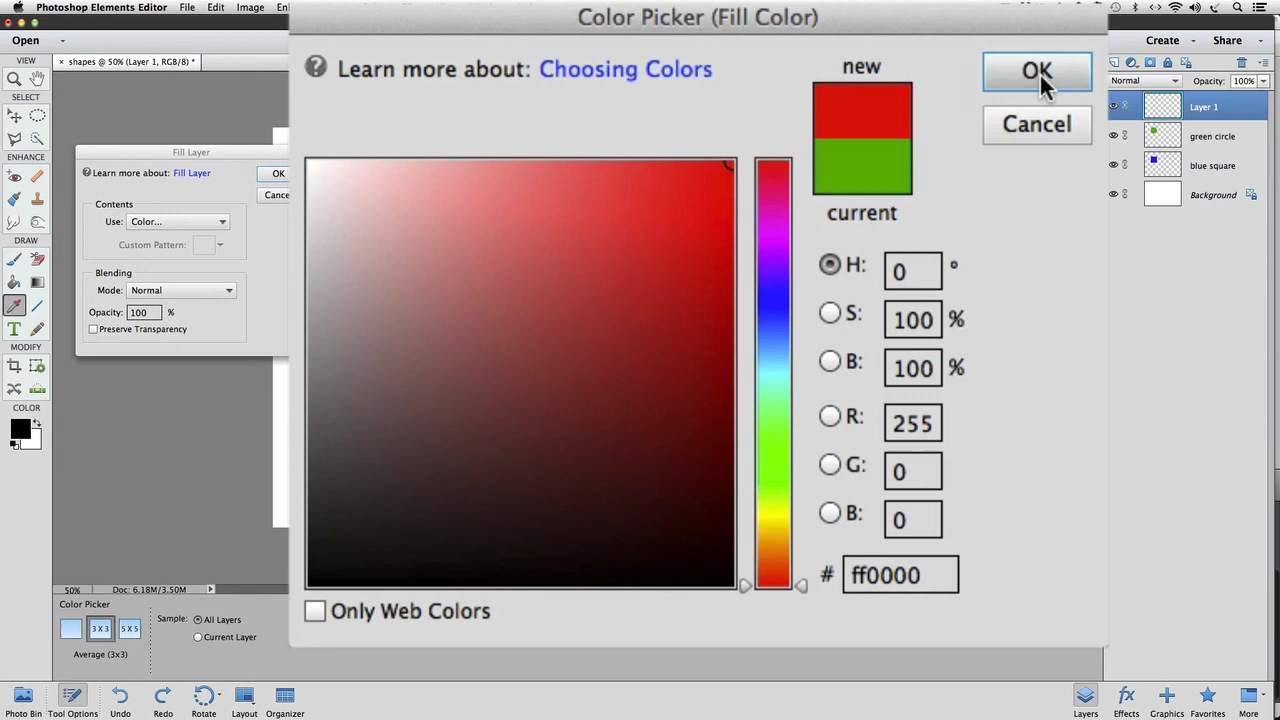 Photoshop Elements Editor File Edit Image En
Color Picker (Fill Color)
Open
Create Share
VIEW
shapes @ 50% (Layer 1, RGB/8) *
Learn more about: Choosing Colors
new
OK
Cancel
current
H: 0 °
S: 100 %
B: 100 %
R: 255
G: 0
B: 0
# ff0000
Only Web Colors
Normal Opacity: 100%
Layer 1
green circle
blue square
Background
SELECT
ENHANCE
DRAW
MODIFY
COLOR
Fill Layer
Learn more about: Fill Layer
OK
Cance
Contents
Use: Color...
Custom Pattern:
Blending
Mode: Normal
Opacity: 100 %
Preserve Transparency
50% Doc: 6.18M/3.50M
Color Picker
3 X 3 5 X 5
Average (3x3)
Sample: All Layers
Current Layer
Photo Bin Tool Options Undo Redo Rotate Layout Organizer
Layers Effects Graphics Favorites More